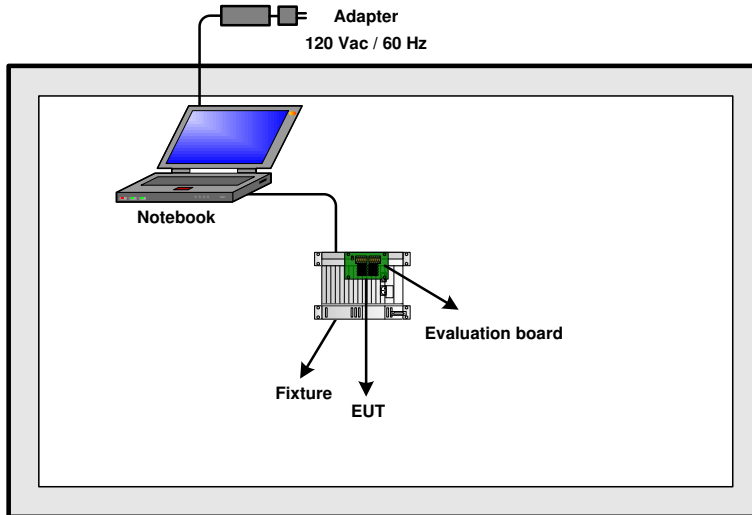 Adapter
120 Vac / 60 Hz
Notebook
Evaluation board
Fixture
EUT